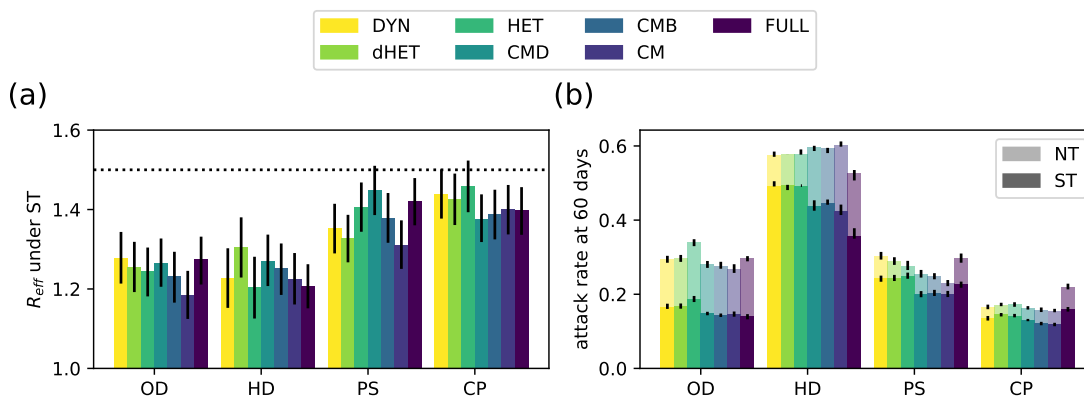 DYN HET CMB FULL
dHET CMD CM
(a) (b)
R_eff under ST
1.6
1.4
1.2
1.0
OD HD PS CP
attack rate at 60 days
0.6
0.4
0.2
0.0
NT
ST
OD HD PS CP